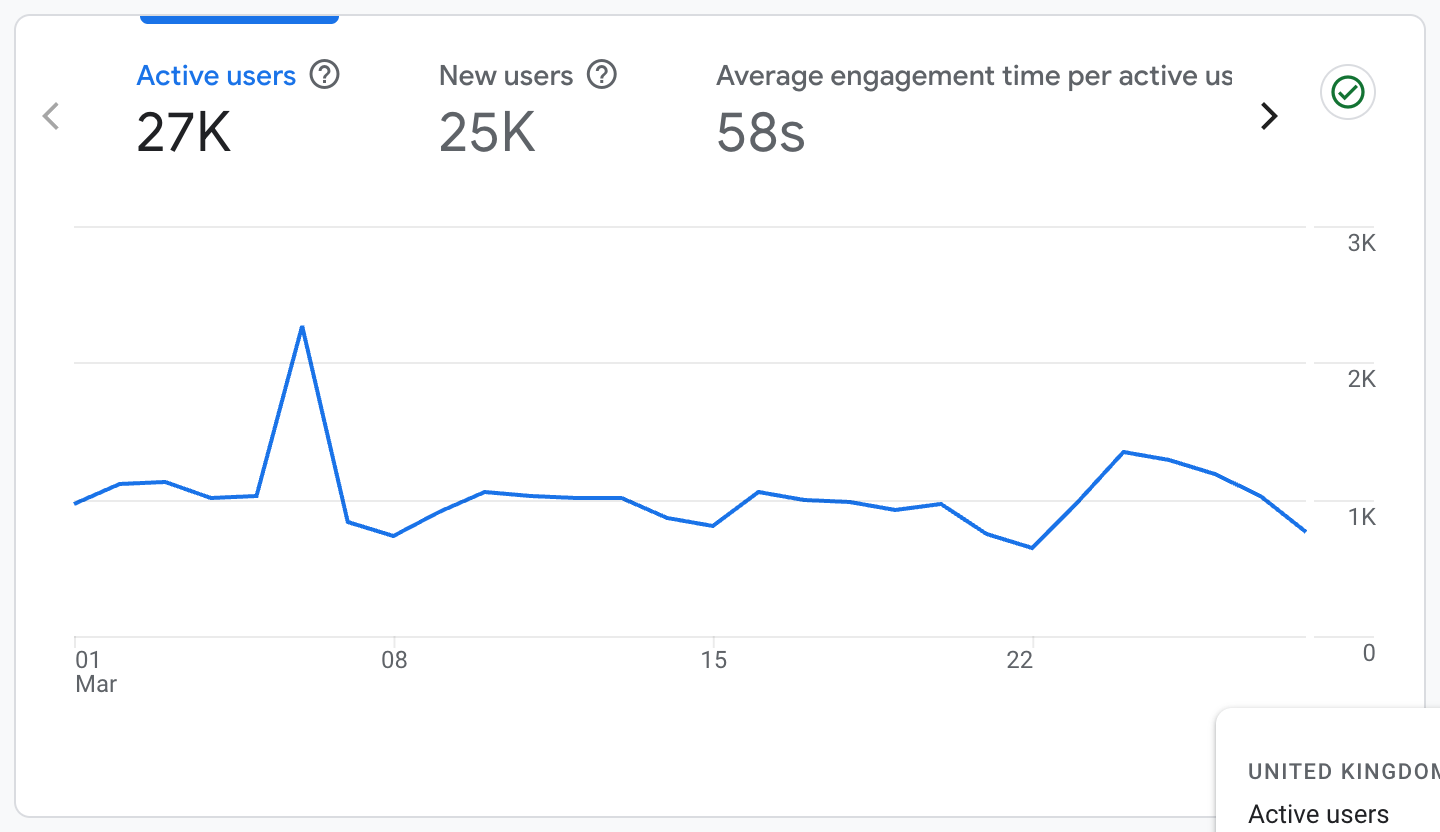 Active users
27K
New users
25K
Average engagement time per active us
58s
3K
2K
1K
0
01
Mar
08
15
22
UNITED KINGDOM
Active users